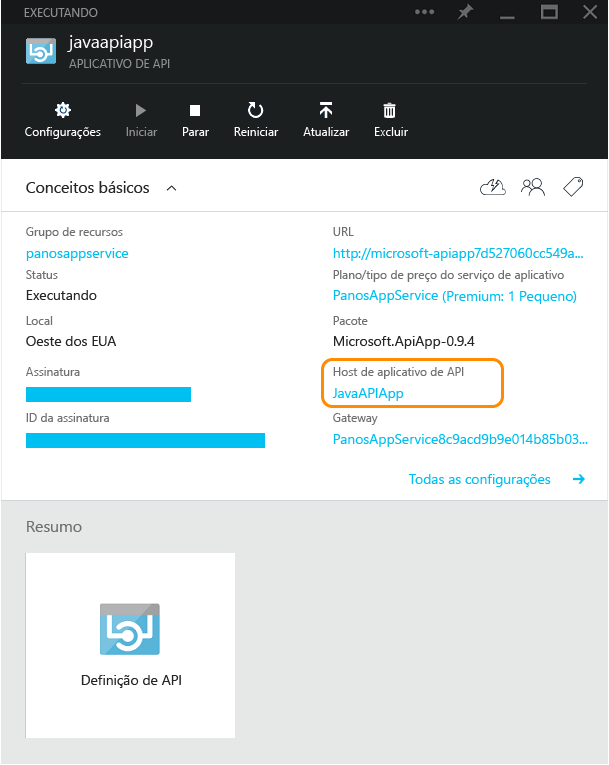 EXECUTANDO
javaapiapp
APLICATIVO DE API
Configurações
Iniciar
Parar
Reiniciar
Atualizar
Excluir
Conceitos básicos
Grupo de recursos
panosappservice
URL
http://microsoft-apiapp7d527060cc549a...
Status
Executando
Plano/tipo de preço do serviço de aplicativo
PanosAppService (Premium: 1 Pequeno)
Local
Oeste dos EUA
Pacote
Microsoft.ApiApp-0.9.4
Assinatura
Host de aplicativo de API
JavaAPIApp
ID da assinatura
Gateway
PanosAppService8c9acd9b9e014b85b03...
Todas as configurações
Resumo
Definição de API